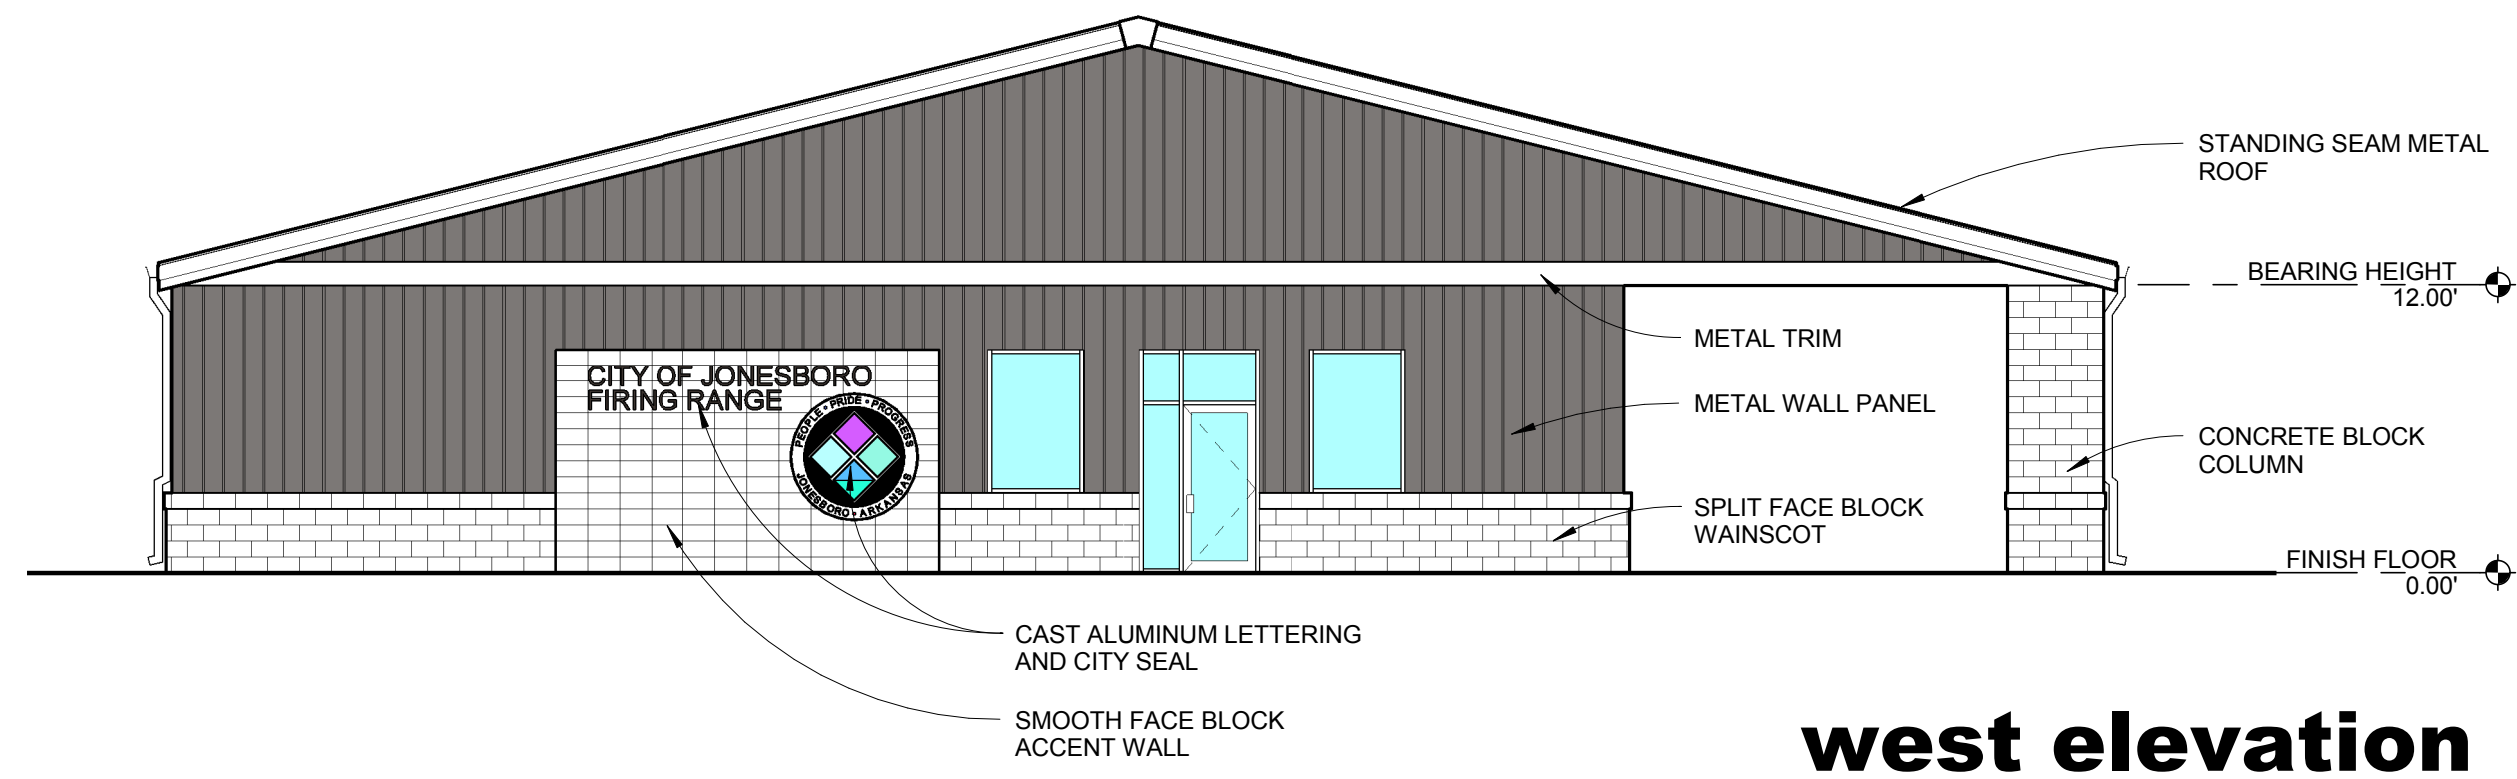 STANDING SEAM METAL
ROOF
BEARING HEIGHT
12.00'
METAL TRIM
METAL WALL PANEL
CITY OF JONESBORO
FIRING RANGE
PEOPLE • PRIDE • PROGRESS
JONESBORO • ARKANSAS
CONCRETE BLOCK
COLUMN
SPLIT FACE BLOCK
WAINSCOT
FINISH FLOOR
0.00'
CAST ALUMINUM LETTERING
AND CITY SEAL
SMOOTH FACE BLOCK
ACCENT WALL
west elevation